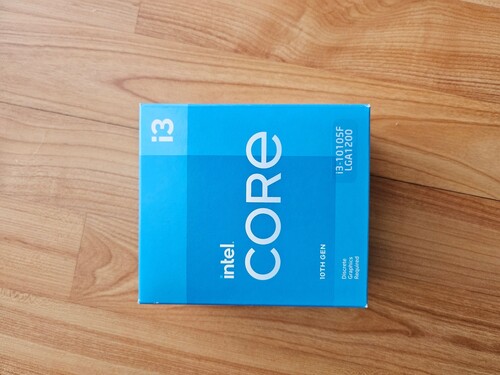 i3
intel.
CORE
10TH GEN
i3-10105F
LGA1200
Discrete
Graphics
Required